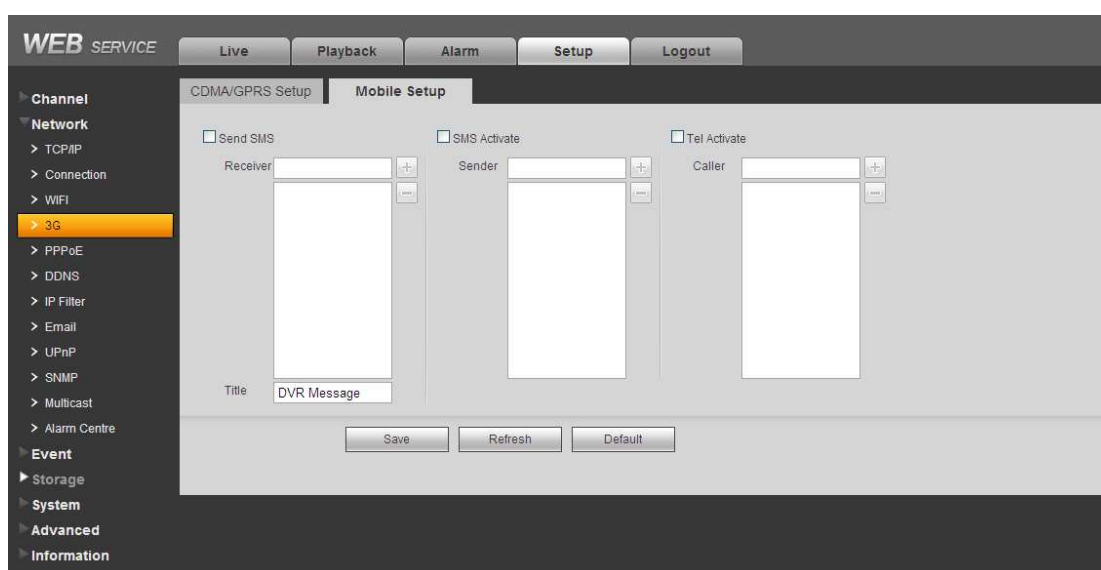 WEB SERVICE
Live Playback Alarm Setup Logout
CDMA/GPRS Setup Mobile Setup
Channel
Network
> TCP/IP
> Connection
> WIFI
> 3G
> PPPoE
> DDNS
> IP Filter
> Email
> UPnP
> SNMP
> Multicast
> Alarm Centre
Event
Storage
System
Advanced
Information
Send SMS SMS Activate Tel Activate
Receiver + Sender + Caller +
− − −
Title DVR Message
Save Refresh Default